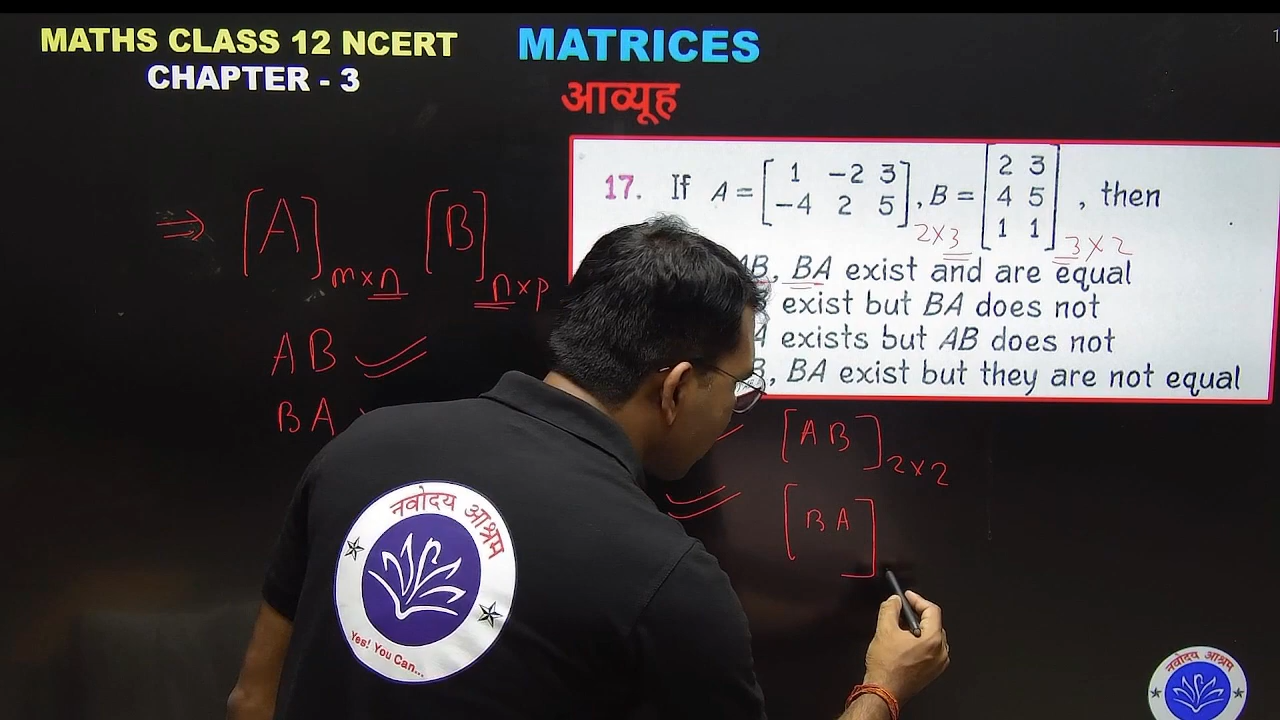 MATHS CLASS 12 NCERT
CHAPTER - 3
MATRICES
आव्यूह
17. If A = [ 1 -2 3 ] , B = [ 2 3 ] , then
[ -4 2 5 ] [ 4 5 ]
[ 1 1 ]
2×3 3×2
AB, BA exist and are equal
exist but BA does not
exists but AB does not
BA exist but they are not equal
⇒ [A] m×n [B] n×p
AB
BA
[AB] 2×2
[BA]
नवोदय आश्रम
Yes! You Can...
नवोदय आश्रम